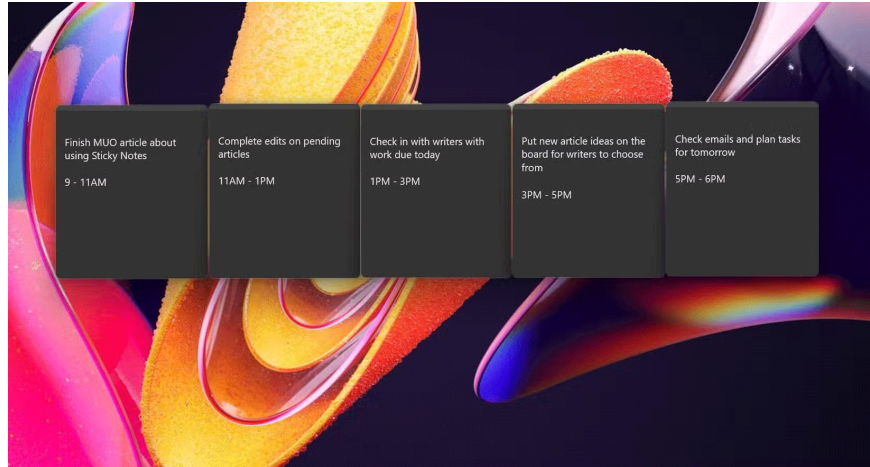 Finish MUO article about
using Sticky Notes
9 - 11AM
Complete edits on pending
articles
11AM - 1PM
Check in with writers with
work due today
1PM - 3PM
Put new article ideas on the
board for writers to choose
from
3PM - 5PM
Check emails and plan tasks
for tomorrow
5PM - 6PM